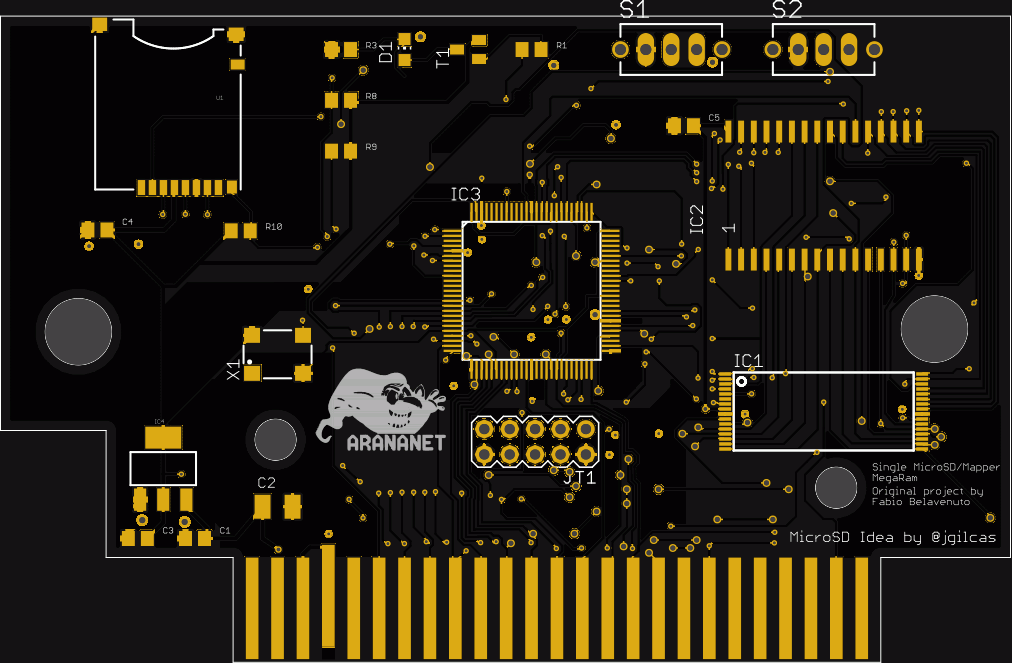 S1
S2
R3
D1
T1
R1
U1
R8
C5
R9
IC3
IC2
1
C4
R10
X1
IC1
ARANANET
IC4
JT1
C2
Single MicroSD/Mapper
MegaRam
Original project by
Fabio Belavenuto
C3
C1
MicroSD Idea by @jgilcas